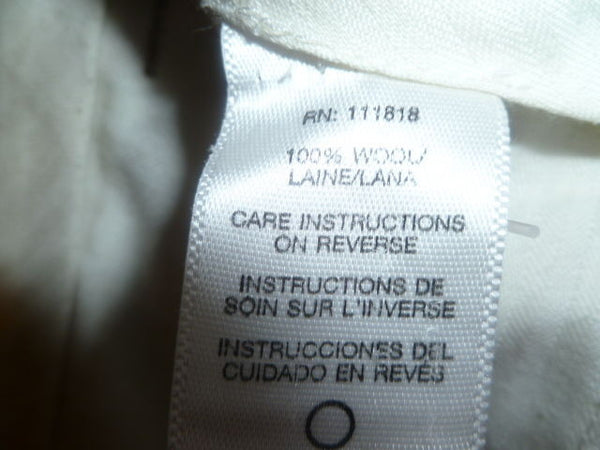 RN: 111818
100% WOOL/
LAINE/LANA
CARE INSTRUCTIONS
ON REVERSE
INSTRUCTIONS DE
SOIN SUR L'INVERSE
INSTRUCCIONES DEL
CUIDADO EN REVÉS